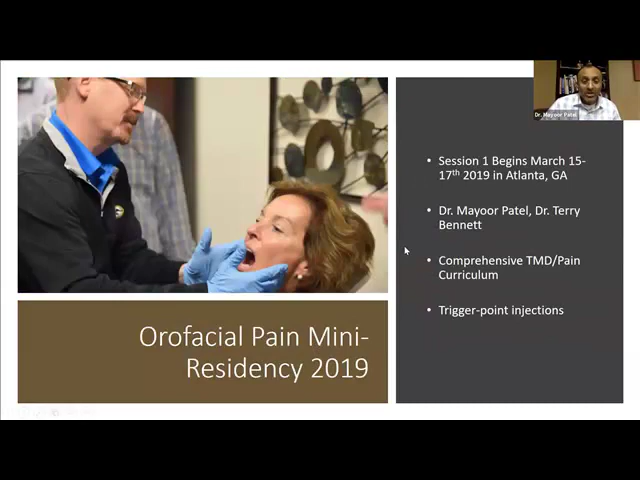 Dr. Mayoor Patel
• Session 1 Begins March 15-
17th 2019 in Atlanta, GA
• Dr. Mayoor Patel, Dr. Terry
Bennett
• Comprehensive TMD/Pain
Curriculum
• Trigger-point injections
Orofacial Pain Mini-
Residency 2019